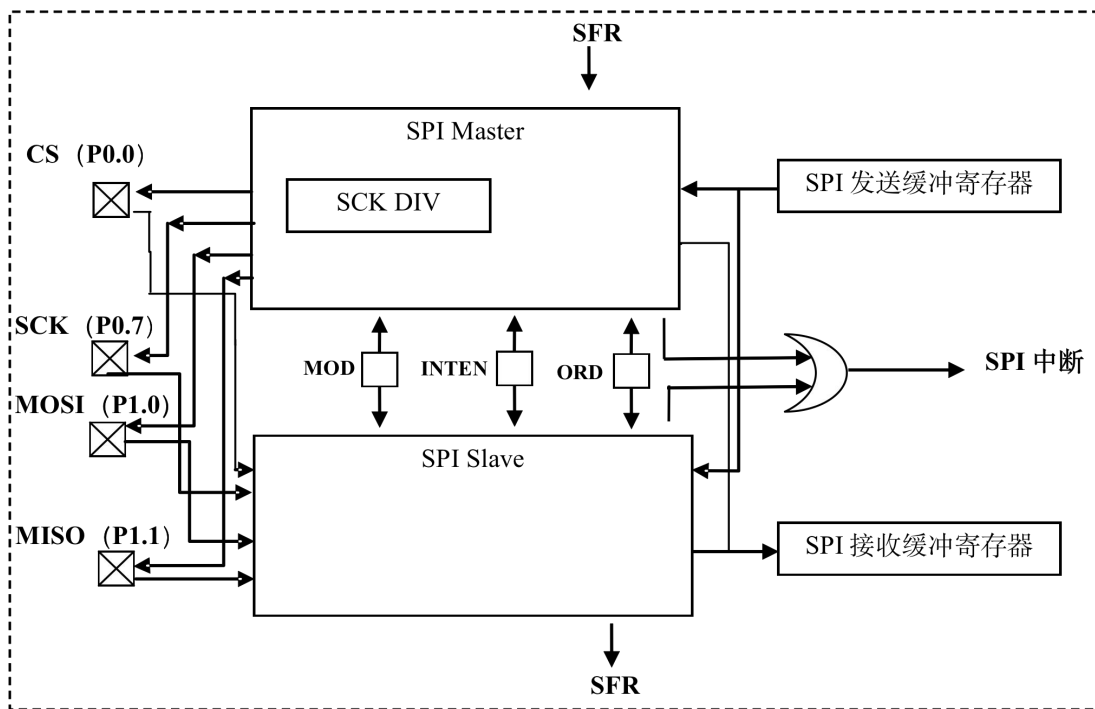 SFR
SPI Master
CS（P0.0）
SCK DIV
SPI 发送缓冲寄存器
SCK（P0.7）
MOD
INTEN
ORD
SPI 中断
MOSI（P1.0）
SPI Slave
MISO（P1.1）
SPI 接收缓冲寄存器
SFR